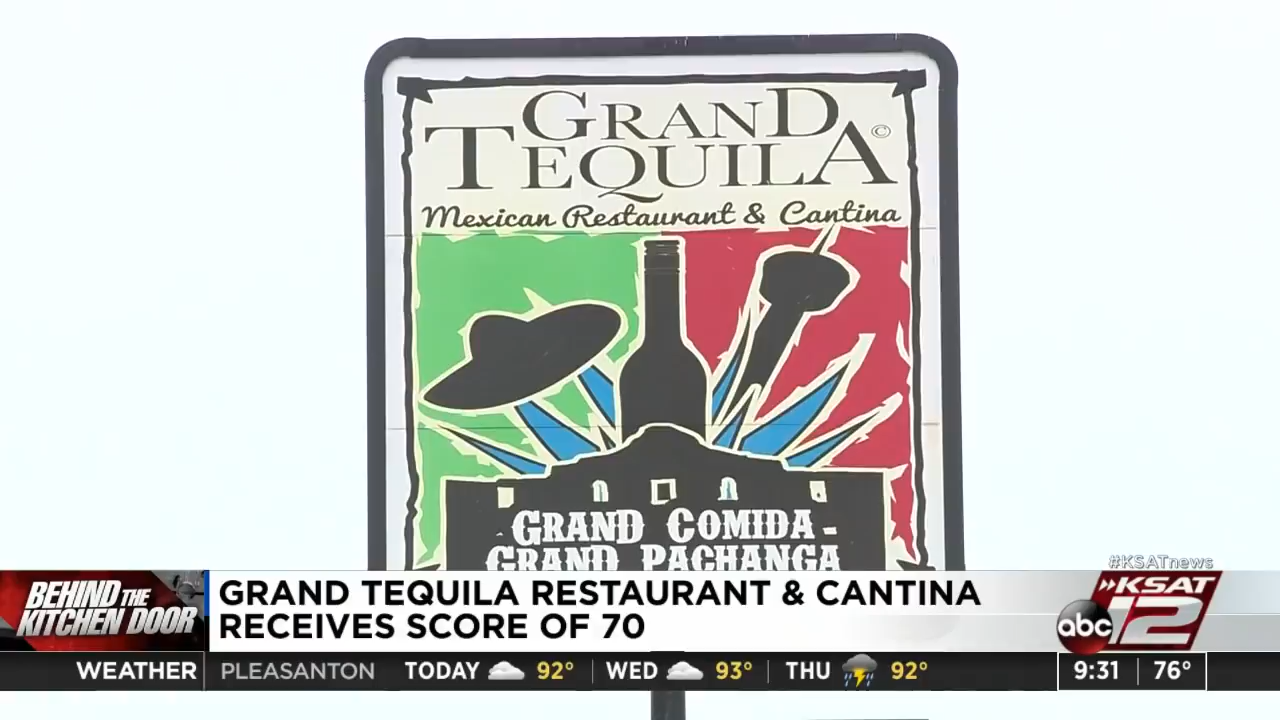 GRAND
TEQUILA©
Mexican Restaurant & Cantina
GRAND COMIDA -
GRAND PACHANGA
#KSATnews
BEHIND THE
KITCHEN DOOR
GRAND TEQUILA RESTAURANT & CANTINA
RECEIVES SCORE OF 70
abc
KSAT
12
WEATHER PLEASANTON TODAY 92° WED 93° THU 92° 9:31 76°